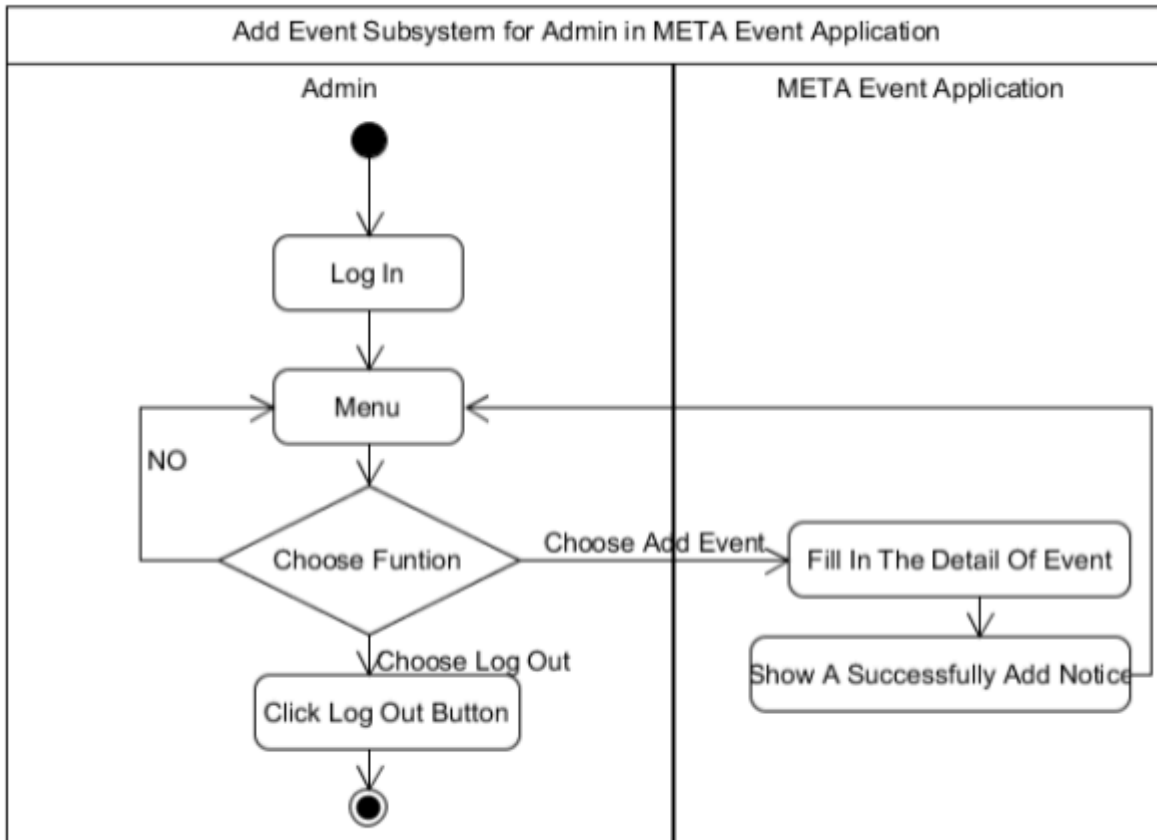 Add Event Subsystem for Admin in META Event Application
Admin
META Event Application
Log In
Menu
NO
Choose Funtion
Choose Add Event
Fill In The Detail Of Event
Choose Log Out
Show A Successfully Add Notice
Click Log Out Button